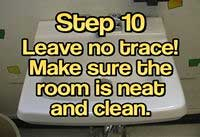 Step 10
Leave no trace!
Make sure the
room is neat
and clean.